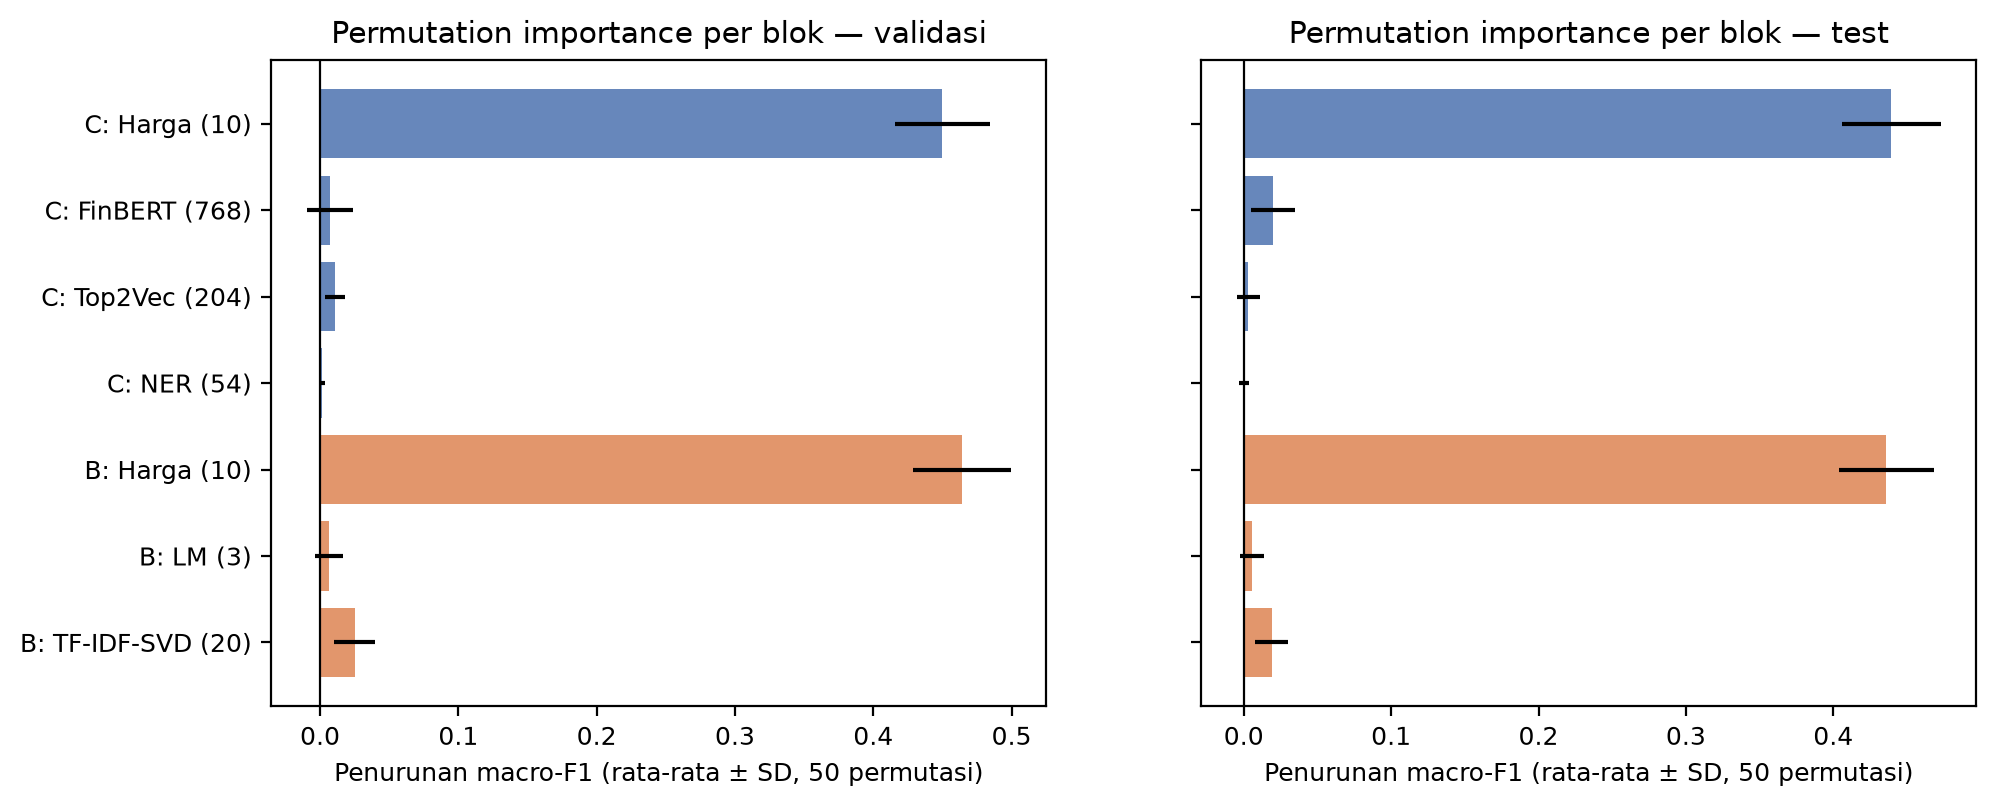 Permutation importance per blok — validasi
Permutation importance per blok — test
C: Harga (10)
C: FinBERT (768)
C: Top2Vec (204)
C: NER (54)
B: Harga (10)
B: LM (3)
B: TF-IDF-SVD (20)
0.0 0.1 0.2 0.3 0.4 0.5
0.0 0.1 0.2 0.3 0.4
Penurunan macro-F1 (rata-rata ± SD, 50 permutasi)
Penurunan macro-F1 (rata-rata ± SD, 50 permutasi)